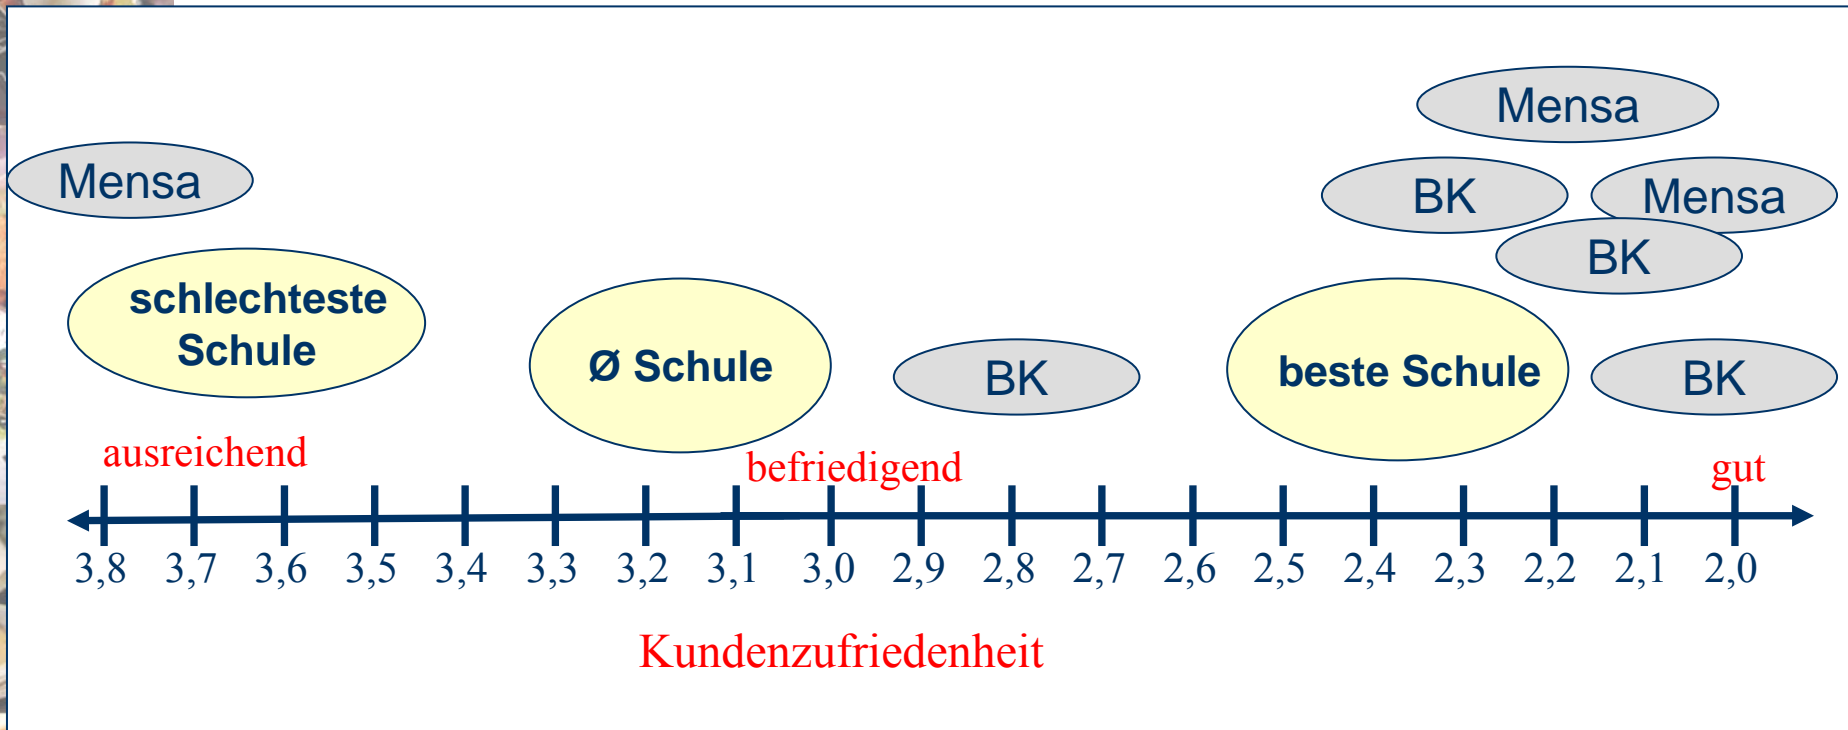 Mensa
Mensa
BK
Mensa
BK
schlechteste
Schule
Ø Schule
BK
beste Schule
BK
ausreichend
befriedigend
gut
3,8 3,7 3,6 3,5 3,4 3,3 3,2 3,1 3,0 2,9 2,8 2,7 2,6 2,5 2,4 2,3 2,2 2,1 2,0
Kundenzufriedenheit